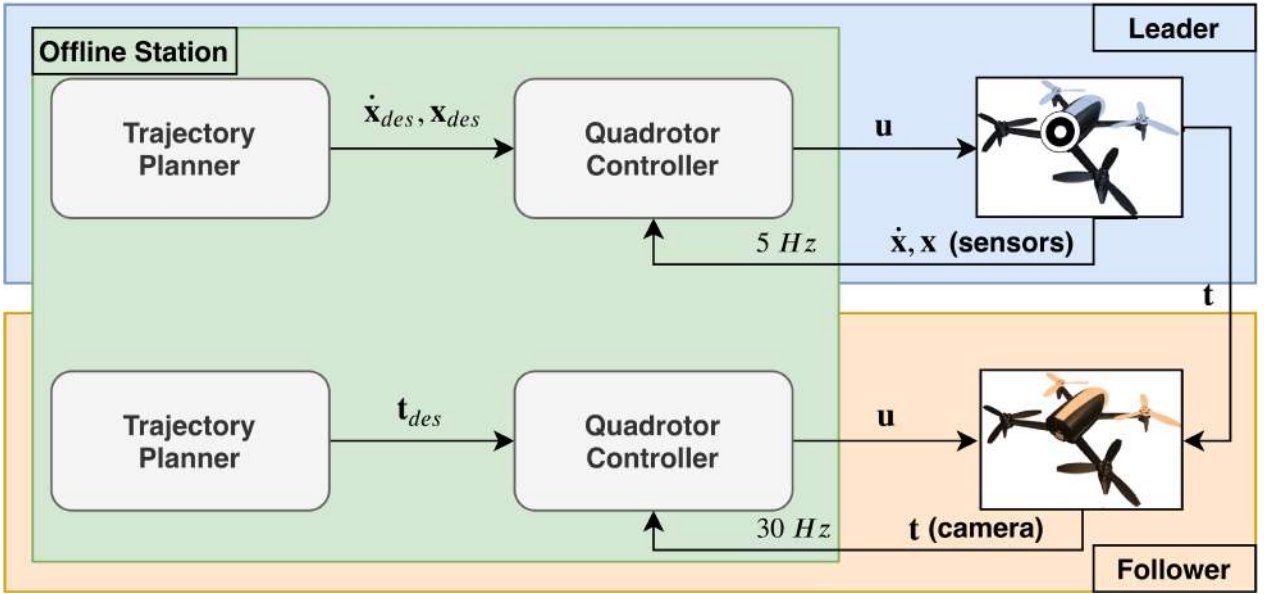 Leader
Offline Station
Trajectory
Planner
ẋ_des, x_des
Quadrotor
Controller
u
5 Hz
ẋ, x (sensors)
t
Trajectory
Planner
t_des
Quadrotor
Controller
u
30 Hz
t (camera)
Follower